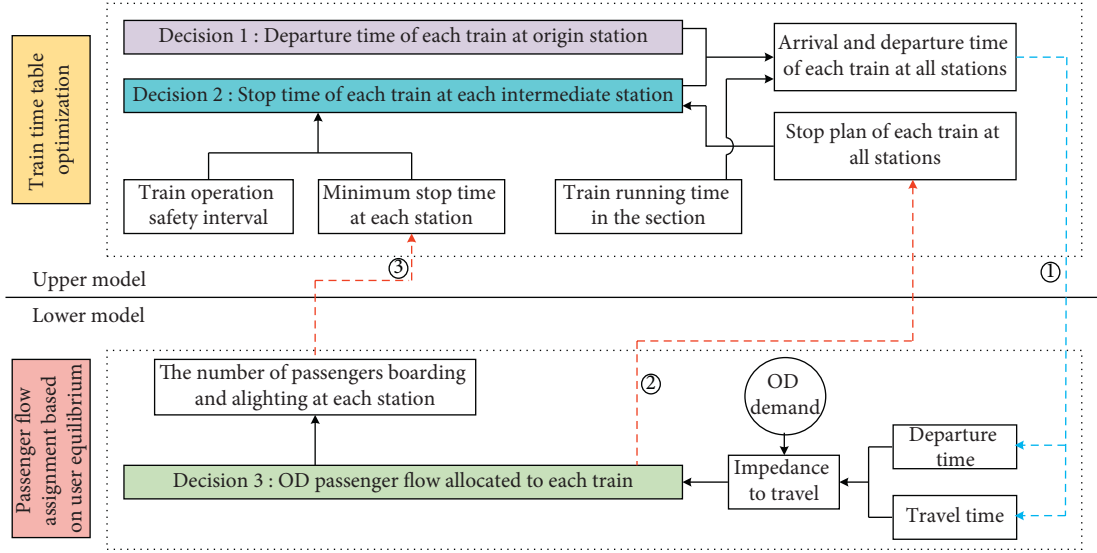 Train time table
optimization
Decision 1 : Departure time of each train at origin station
Decision 2 : Stop time of each train at each intermediate station
Arrival and departure time
of each train at all stations
Stop plan of each train at
all stations
Train operation
safety interval
Minimum stop time
at each station
Train running time
in the section
③
①
Upper model
Lower model
Passenger flow
assignment based
on user equilibrium
The number of passengers boarding
and alighting at each station
②
OD
demand
Decision 3 : OD passenger flow allocated to each train
Impedance
to travel
Departure
time
Travel time